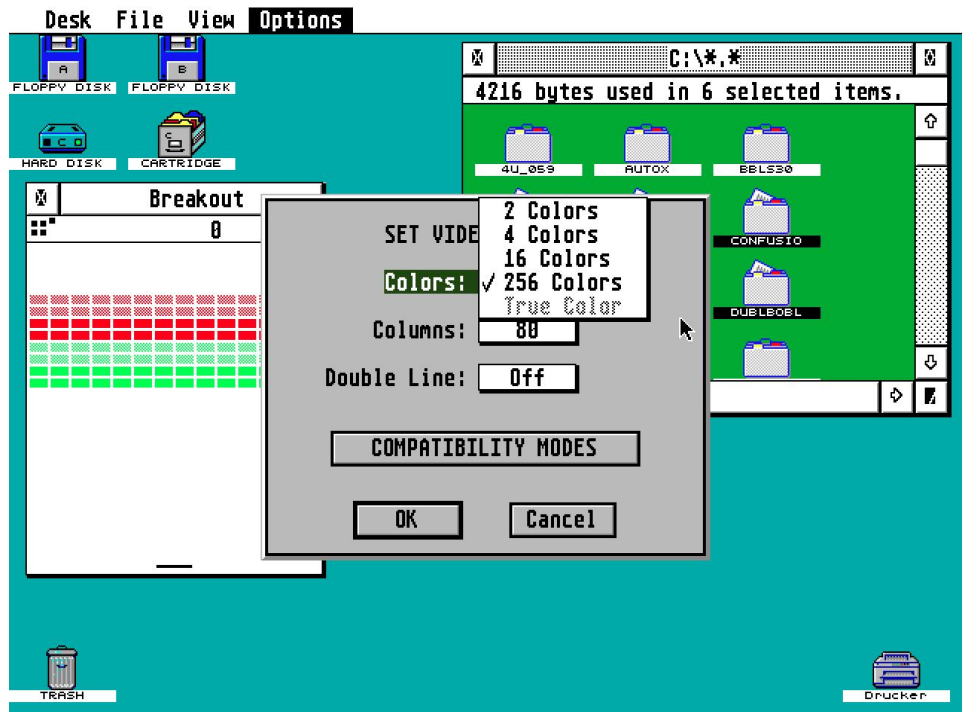 Desk File View Options
A
B
FLOPPY DISK
FLOPPY DISK
C
HARD DISK
CARTRIDGE
C:\*.*
4216 bytes used in 6 selected items.
4U_059
AUTOX
BBLS30
CONFUSIO
DUBLBOBL
Breakout
0
SET VIDE
Colors:
2 Colors
4 Colors
16 Colors
✓ 256 Colors
True Color
Columns: 80
Double Line: Off
COMPATIBILITY MODES
OK
Cancel
TRASH
Drucker